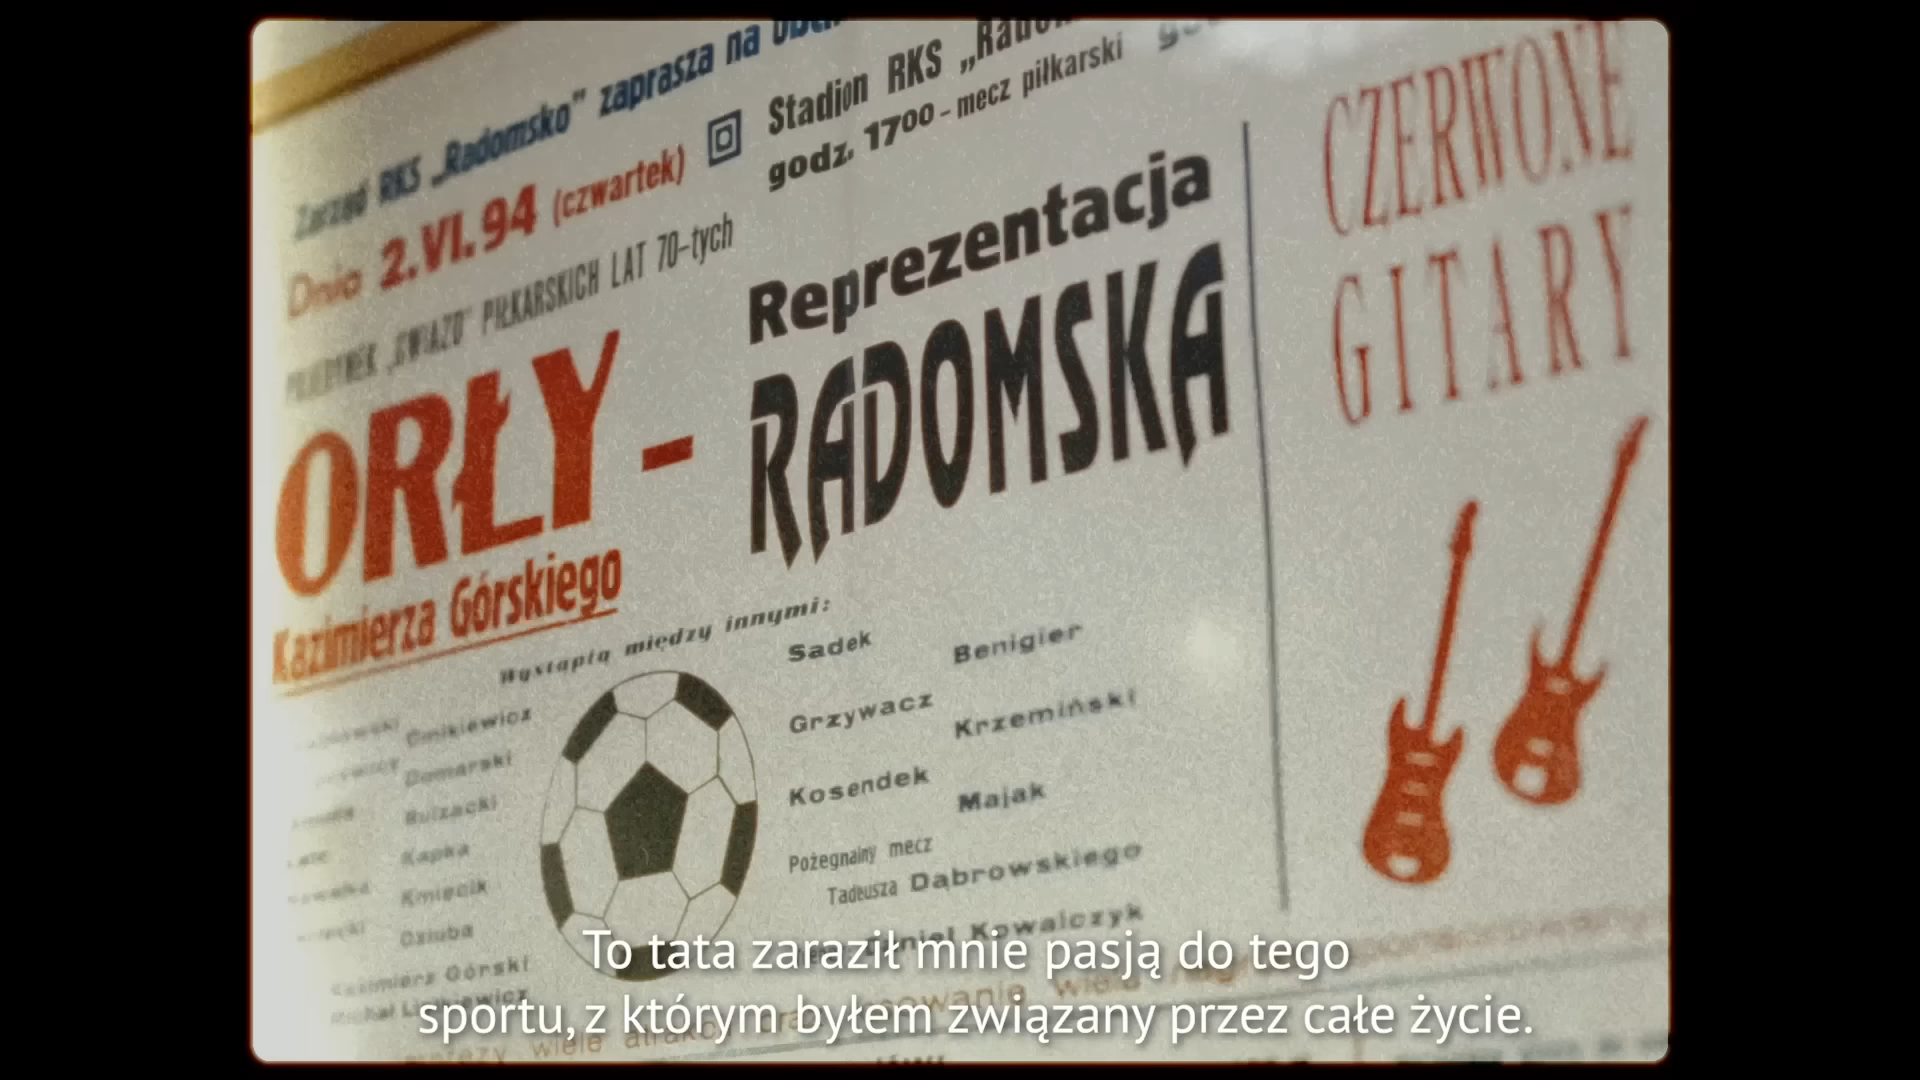 Zarząd RKS „Radomsko” zaprasza na
Dnia 2.VI.94 (czwartek)
Stadion RKS
godz. 17⁰⁰ - mecz piłkarski
POJEDYNEK „GWIAZD” PIŁKARSKICH LAT 70-tych
ORŁY -
Kazimierza Górskiego
Reprezentacja
RADOMSKA
CZERWONE
GITARY
Wystąpią między innymi:
Ćmikiewicz
Domarski
Bulzacki
Kapka
Kmiecik
Dziuba
Kazimierz Górski
Sadek
Benigier
Grzywacz
Krzemiński
Kosendek
Majak
Pożegnalny mecz
Tadeusza Dąbrowskiego
Kowalczyk
wiele
To tata zaraził mnie pasją do tego
sportu, z którym byłem związany przez całe życie.